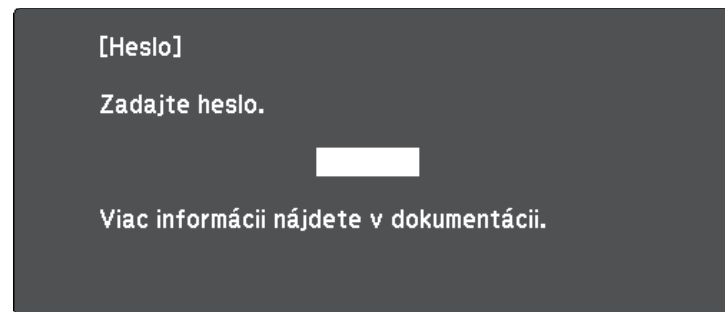 [Heslo]
Zadajte heslo.
Viac informácii nájdete v dokumentácii.